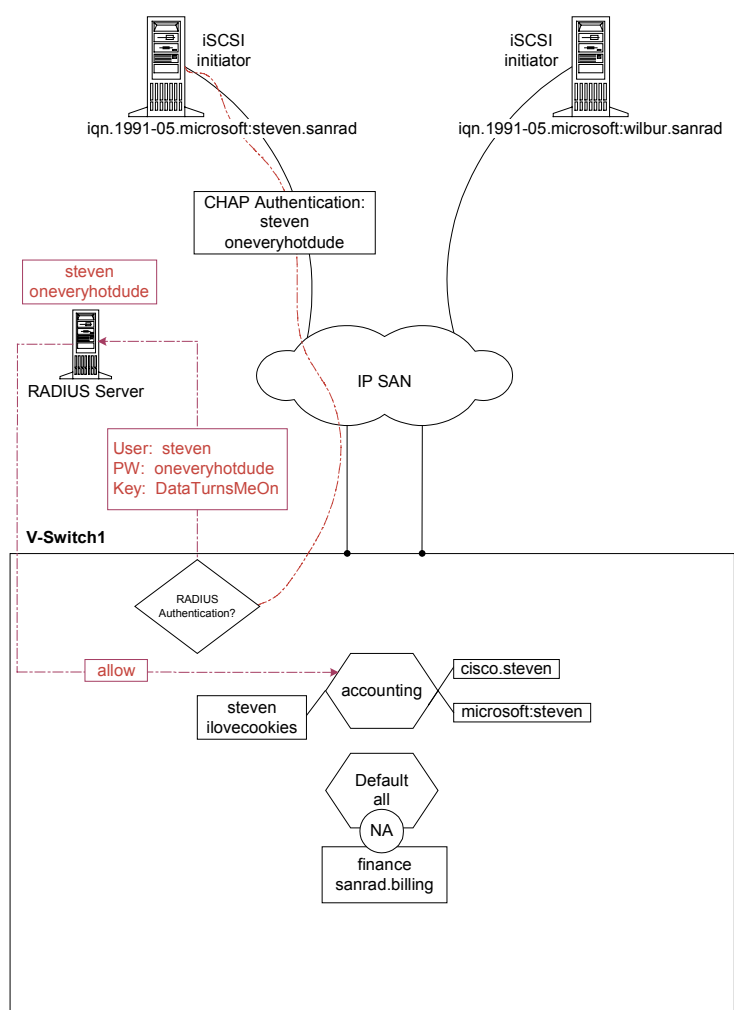 iSCSI
initiator
iqn.1991-05.microsoft:steven.sanrad
iSCSI
initiator
iqn.1991-05.microsoft:wilbur.sanrad
CHAP Authentication:
steven
oneveryhotdude
steven
oneveryhotdude
RADIUS Server
IP SAN
User: steven
PW: oneveryhotdude
Key: DataTurnsMeOn
V-Switch1
RADIUS
Authentication?
allow
accounting
cisco.steven
microsoft:steven
steven
ilovecookies
Default
all
NA
finance
sanrad.billing